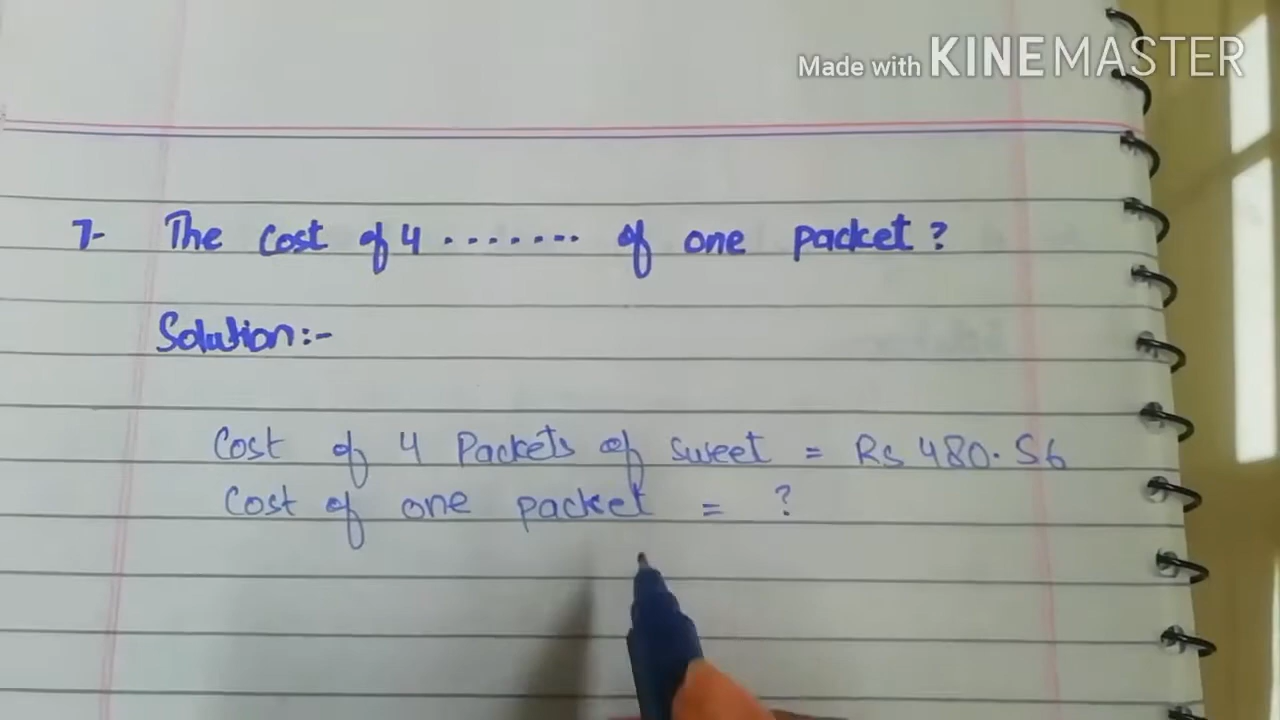 Made with KINEMASTER
7- The cost of 4 ....... of one packet?
Solution:-
Cost of 4 Packets of sweet = Rs 480.56
Cost of one packet = ?